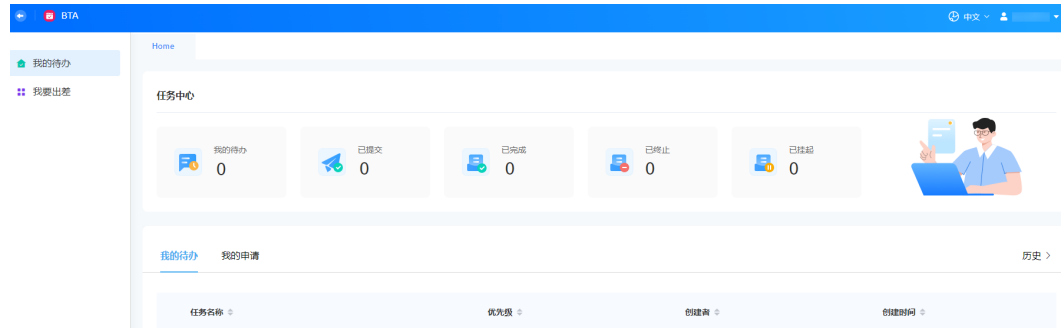 BTA 中文
Home
我的待办
我要出差
任务中心
我的待办 已提交 已完成 已终止 已挂起
0 0 0 0 0
我的待办 我的申请 历史
任务名称 优先级 创建者 创建时间